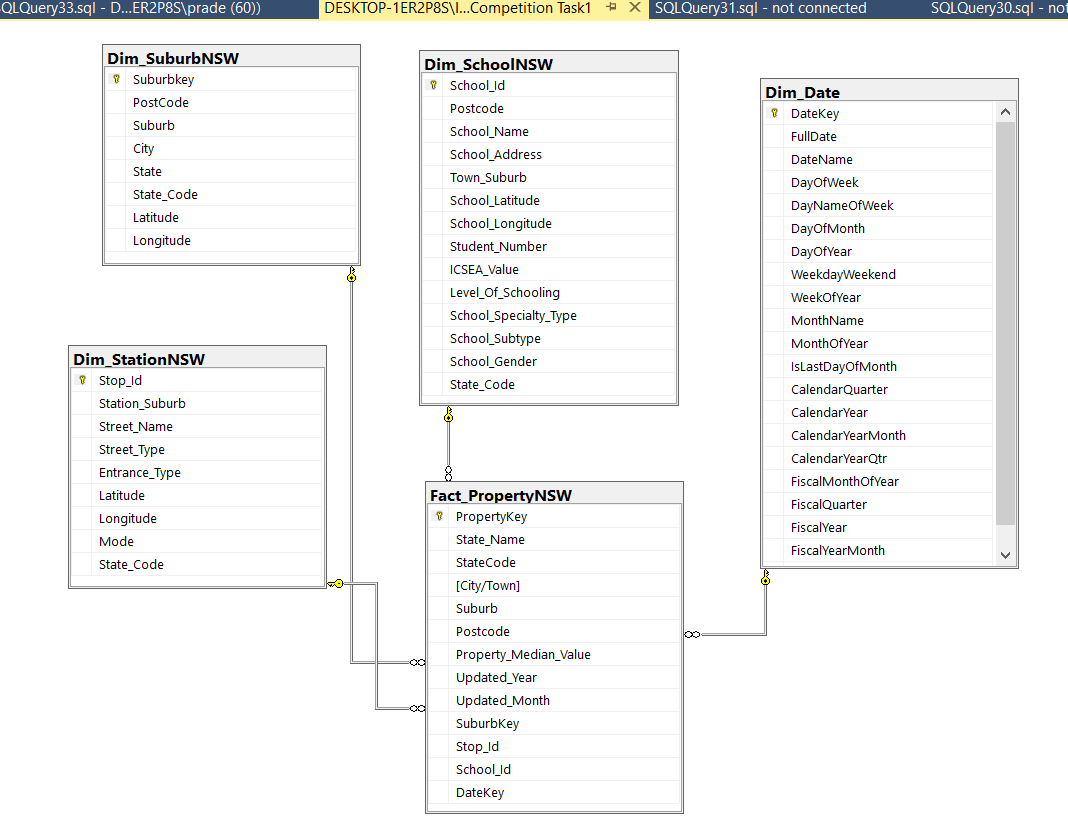 SQLQuery33.sql - D...ER2P8S\prade (60))
DESKTOP-1ER2P8S\I...Competition Task1
SQLQuery31.sql - not connected
SQLQuery30.sql - not
Dim_SuburbNSW
Suburbkey
PostCode
Suburb
City
State
State_Code
Latitude
Longitude
Dim_SchoolNSW
School_Id
Postcode
School_Name
School_Address
Town_Suburb
School_Latitude
School_Longitude
Student_Number
ICSEA_Value
Level_Of_Schooling
School_Specialty_Type
School_Subtype
School_Gender
State_Code
Dim_Date
DateKey
FullDate
DateName
DayOfWeek
DayNameOfWeek
DayOfMonth
DayOfYear
WeekdayWeekend
WeekOfYear
MonthName
MonthOfYear
IsLastDayOfMonth
CalendarQuarter
CalendarYear
CalendarYearMonth
CalendarYearQtr
FiscalMonthOfYear
FiscalQuarter
FiscalYear
FiscalYearMonth
Dim_StationNSW
Stop_Id
Station_Suburb
Street_Name
Street_Type
Entrance_Type
Latitude
Longitude
Mode
State_Code
Fact_PropertyNSW
PropertyKey
State_Name
StateCode
[City/Town]
Suburb
Postcode
Property_Median_Value
Updated_Year
Updated_Month
SuburbKey
Stop_Id
School_Id
DateKey